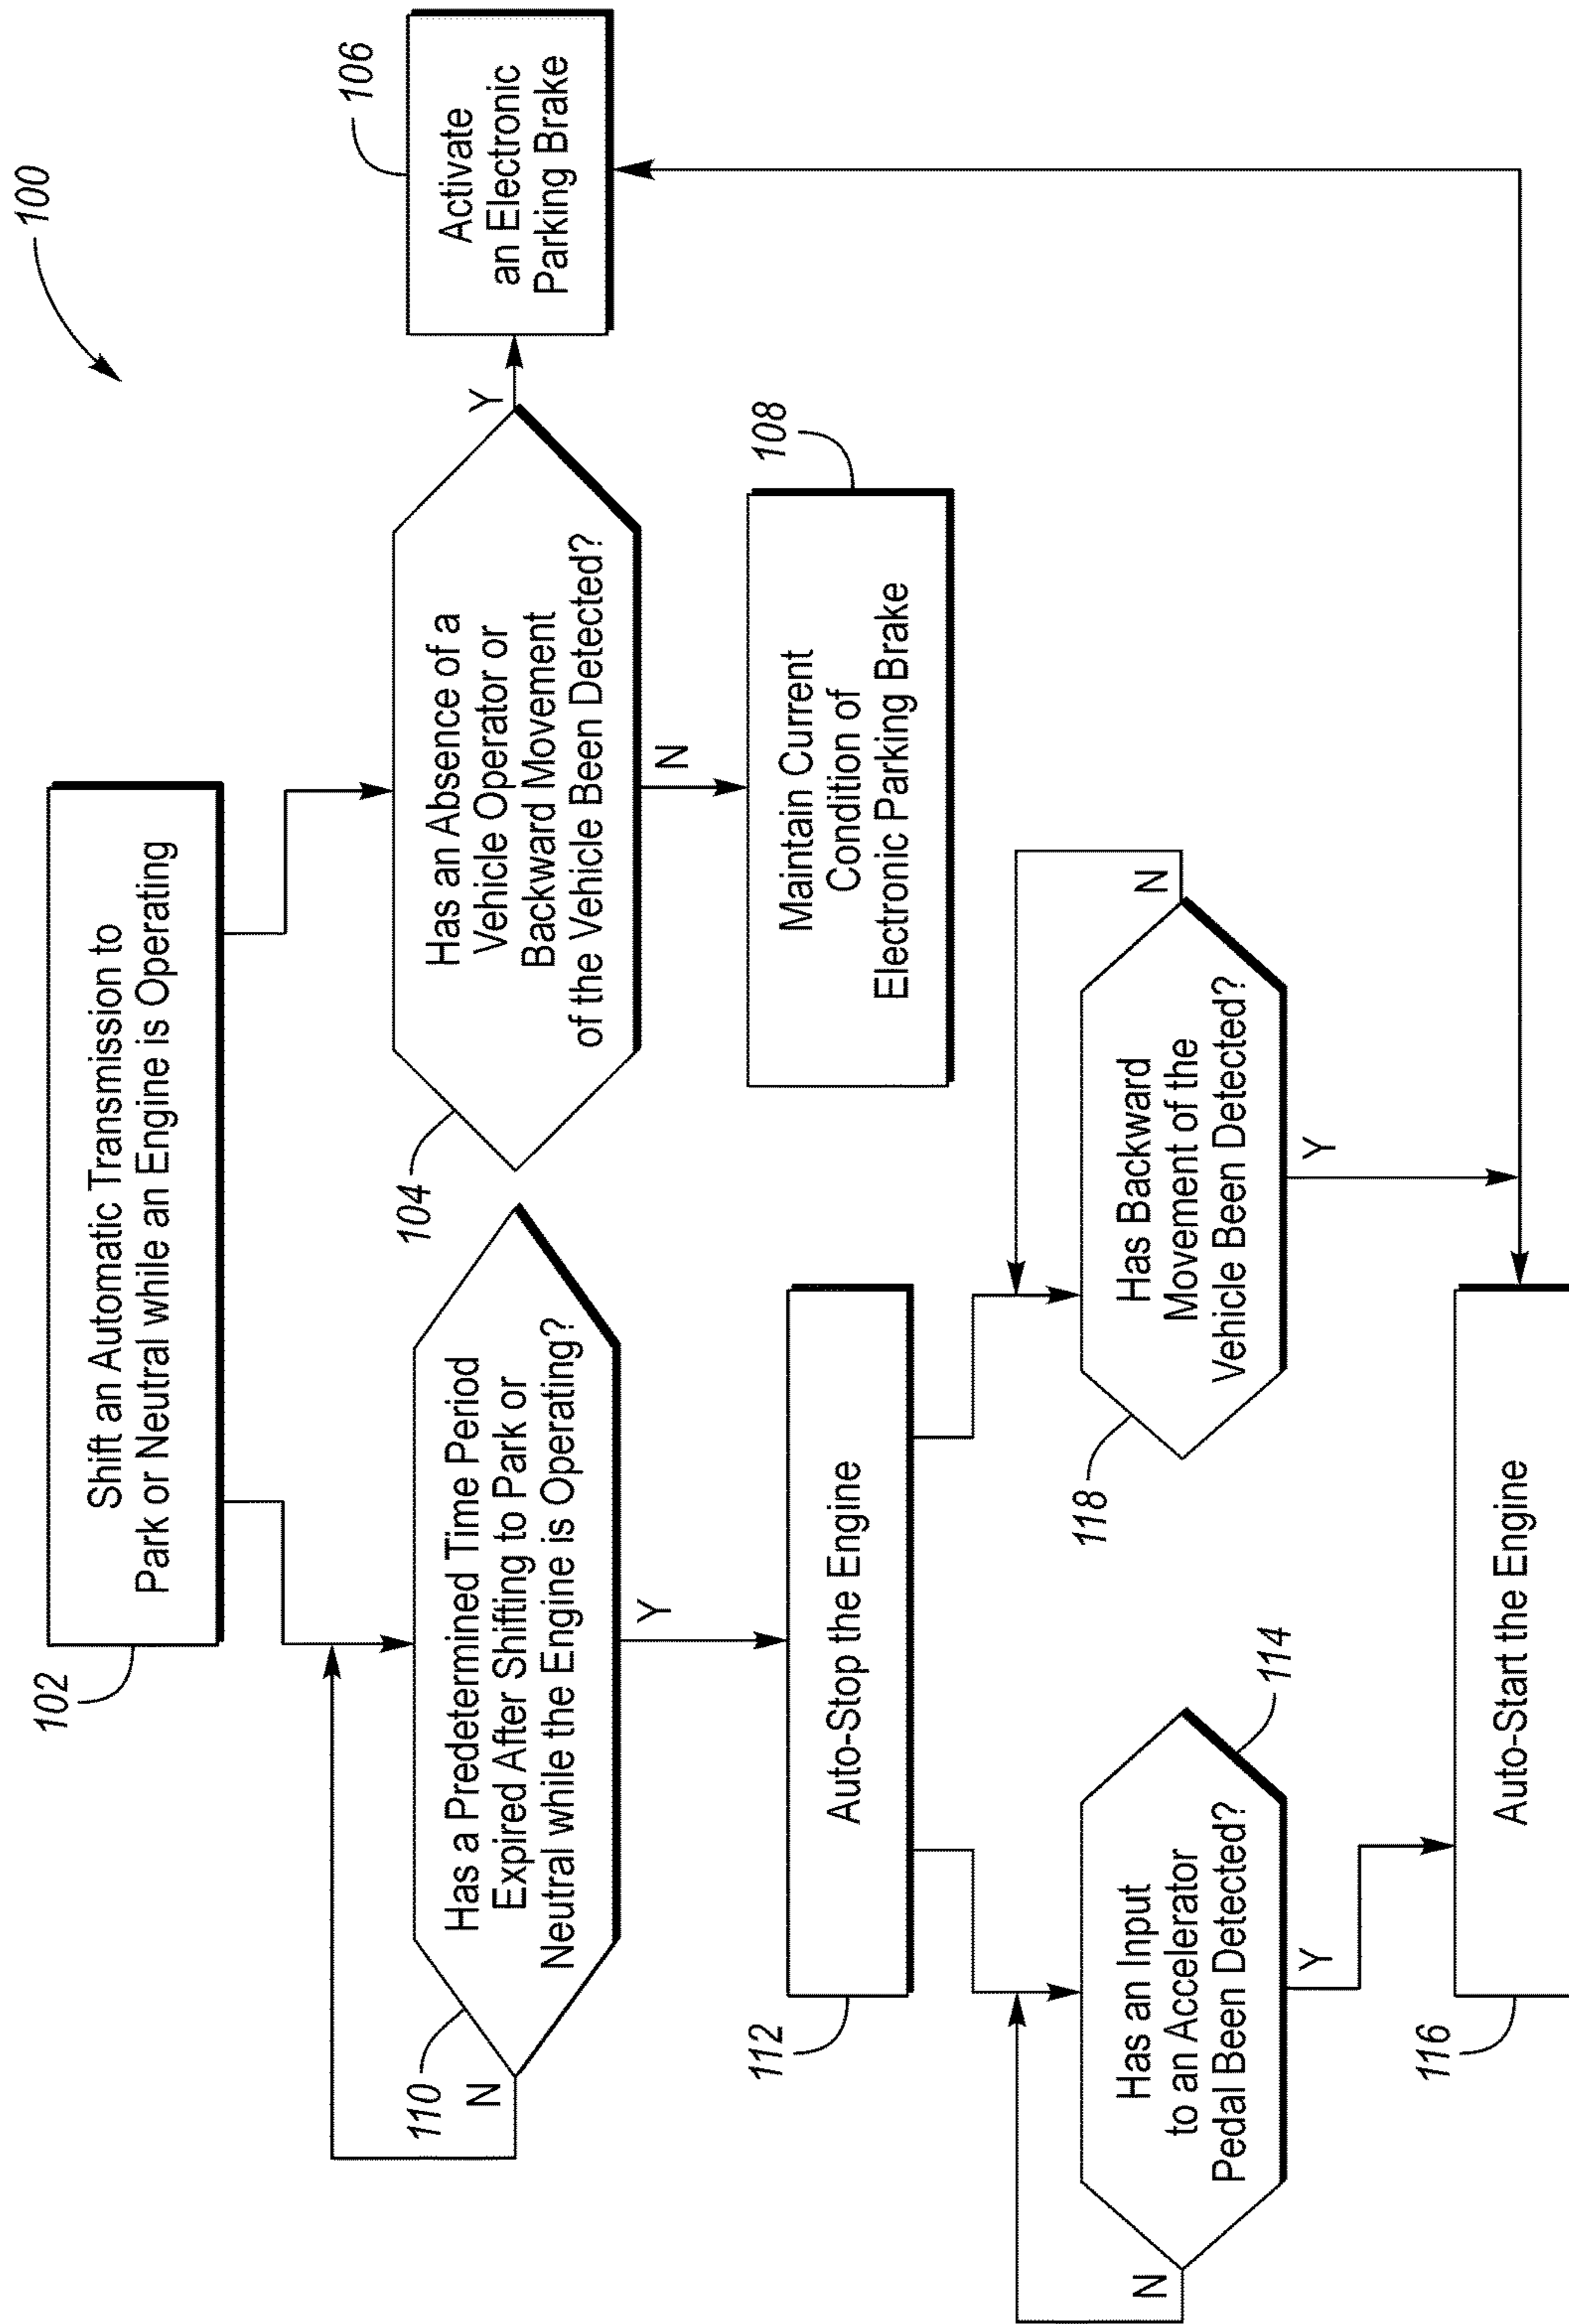 100
102
Shift an Automatic Transmission to
Park or Neutral while an Engine is Operating
110
Has a Predetermined Time Period
Expired After Shifting to Park or
Neutral while the Engine is Operating?
N
Y
104
Has an Absence of a
Vehicle Operator or
Backward Movement
of the Vehicle Been Detected?
Y
N
106
Activate
an Electronic
Parking Brake
108
Maintain Current
Condition of
Electronic Parking Brake
112
Auto-Stop the Engine
114
Has an Input
to an Accelerator
Pedal Been Detected?
N
Y
118
Has Backward
Movement of the
Vehicle Been Detected?
N
Y
116
Auto-Start the Engine